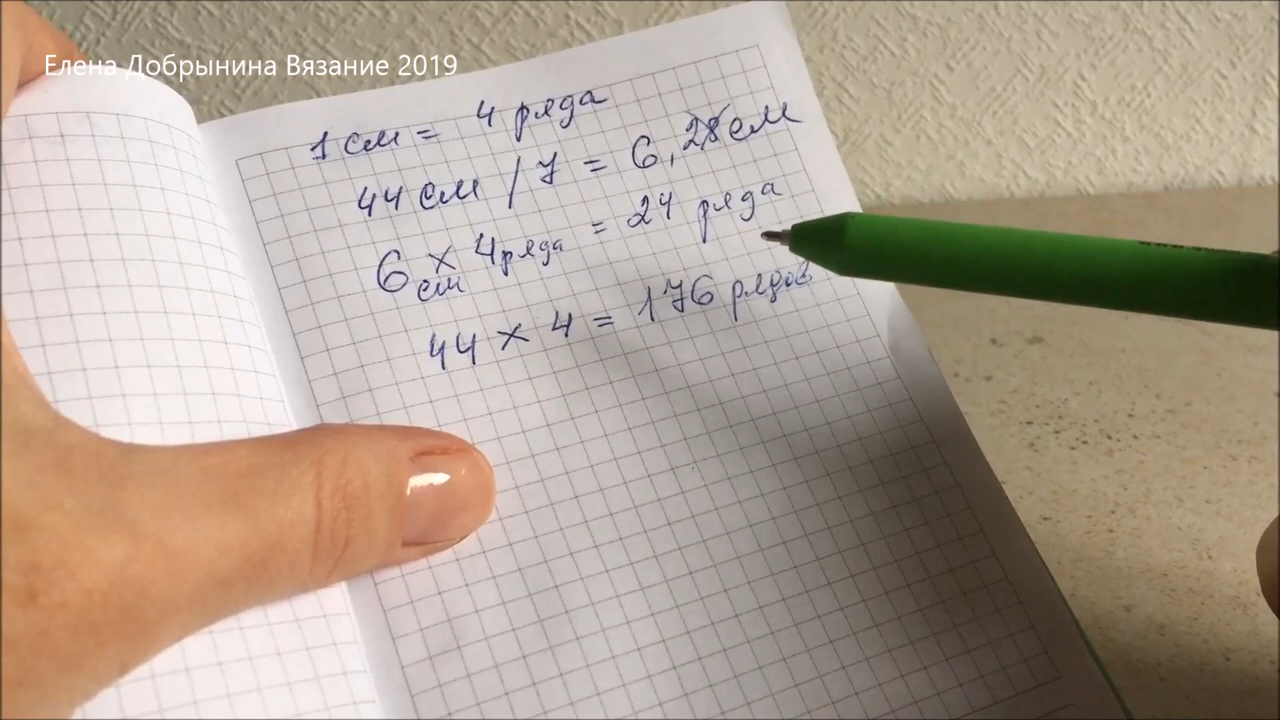 Елена Добрынина Вязание 2019
1 см = 4 ряда
44 см / 7 = 6,28 см
6 см × 4 ряда = 24 ряда
44 × 4 = 176 рядов